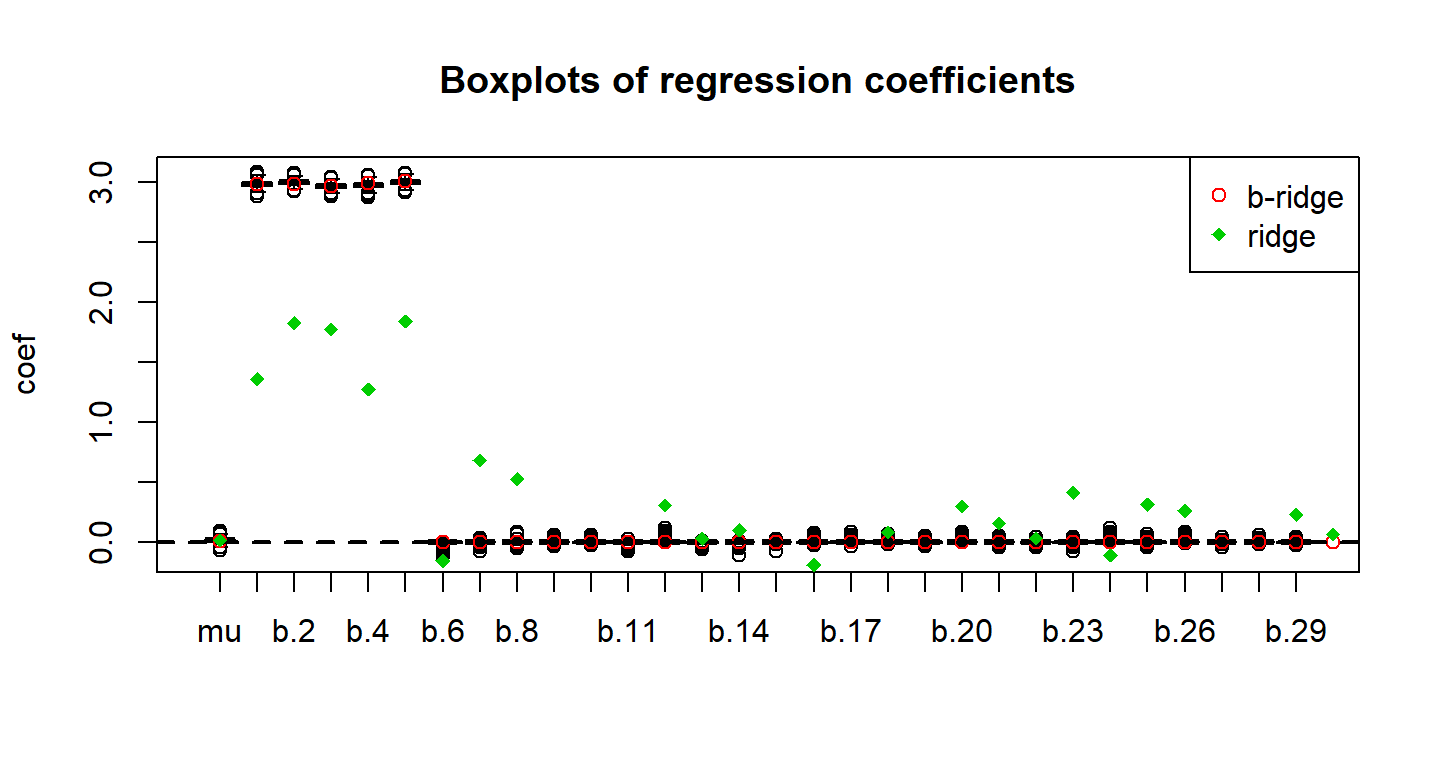 Boxplots of regression coefficients
b-ridge
ridge
coef
3.0
2.0
1.0
0.0
mu b.2 b.4 b.6 b.8 b.11 b.14 b.17 b.20 b.23 b.26 b.29